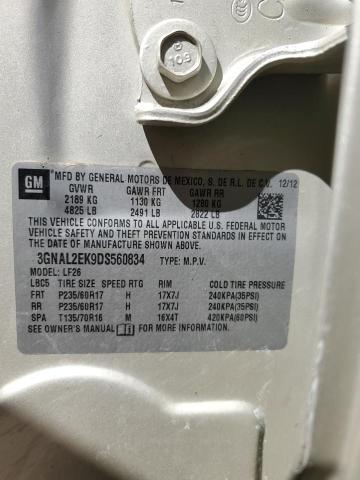 10.9
GM
MFD BY GENERAL MOTORS DE MEXICO, S. DE R.L. DE C.V. 12/12
GVWR GAWR FRT GAWR RR
2189 KG 1130 KG 1280 KG
4825 LB 2491 LB 2822 LB
THIS VEHICLE CONFORMS TO ALL APPLICABLE U.S. FEDERAL MOTOR
VEHICLE SAFETY AND THEFT PREVENTION STANDARDS IN EFFECT ON
THE DATE OF MANUFACTURE SHOWN ABOVE.
3GNAL2EK9DS560834 TYPE: M.P.V.
MODEL: LF26
LBC5 TIRE SIZE SPEED RTG RIM COLD TIRE PRESSURE
FRT P235/60R17 H 17X7J 240KPA(35PSI)
RR P235/60R17 H 17X7J 240KPA(35PSI)
SPA T135/70R16 M 16X4T 420KPA(60PSI)
SEE OWNER'S MANUAL FOR MORE INFORMATION.